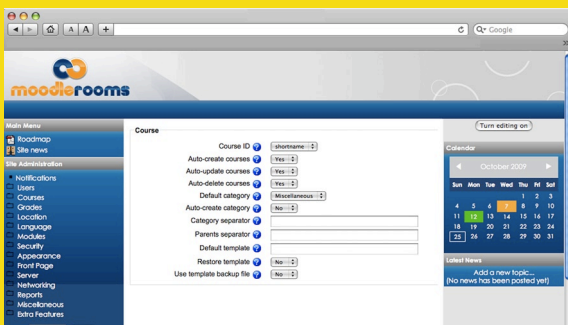 A A +
Google
moodlerooms
Main Menu
Roadmap
Site news
Site Administration
Notifications
Users
Courses
Grades
Location
Language
Modules
Security
Appearance
Front Page
Server
Networking
Reports
Miscellaneous
Extra Features
Course
Course ID ? shortname
Auto-create courses ? Yes
Auto-update courses ? Yes
Auto-delete courses ? Yes
Default category ? Miscellaneous
Auto-create category ? No
Category separator ?
Parents separator ?
Default template ?
Restore template ? No
Use template backup file ? No
Turn editing on
Calendar
October 2009
Sun Mon Tue Wed Thu Fri Sat
1 2 3
4 5 6 7 8 9 10
11 12 13 14 15 16 17
18 19 20 21 22 23 24
25 26 27 28 29 30 31
Latest News
Add a new topic...
(No news has been posted yet)